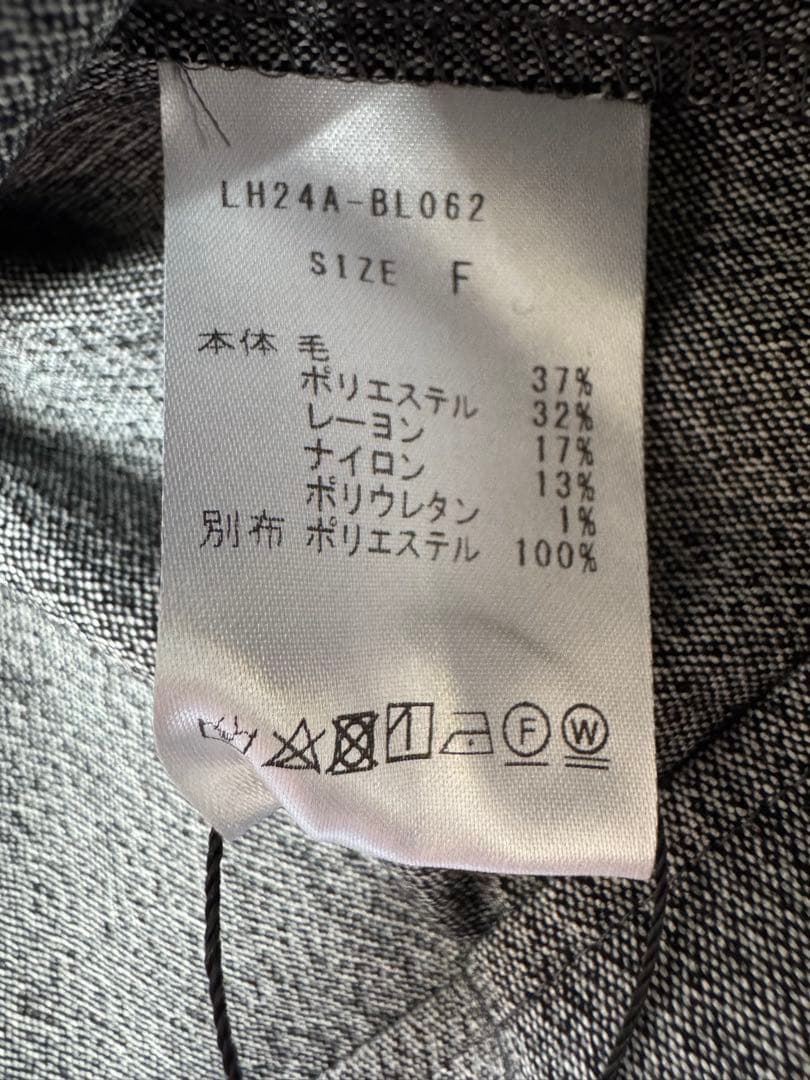 LH24A-BL062
SIZE F
本体 毛 37%
ポリエステル 32%
レーヨン 17%
ナイロン 13%
ポリウレタン 1%
別布 ポリエステル 100%
F W